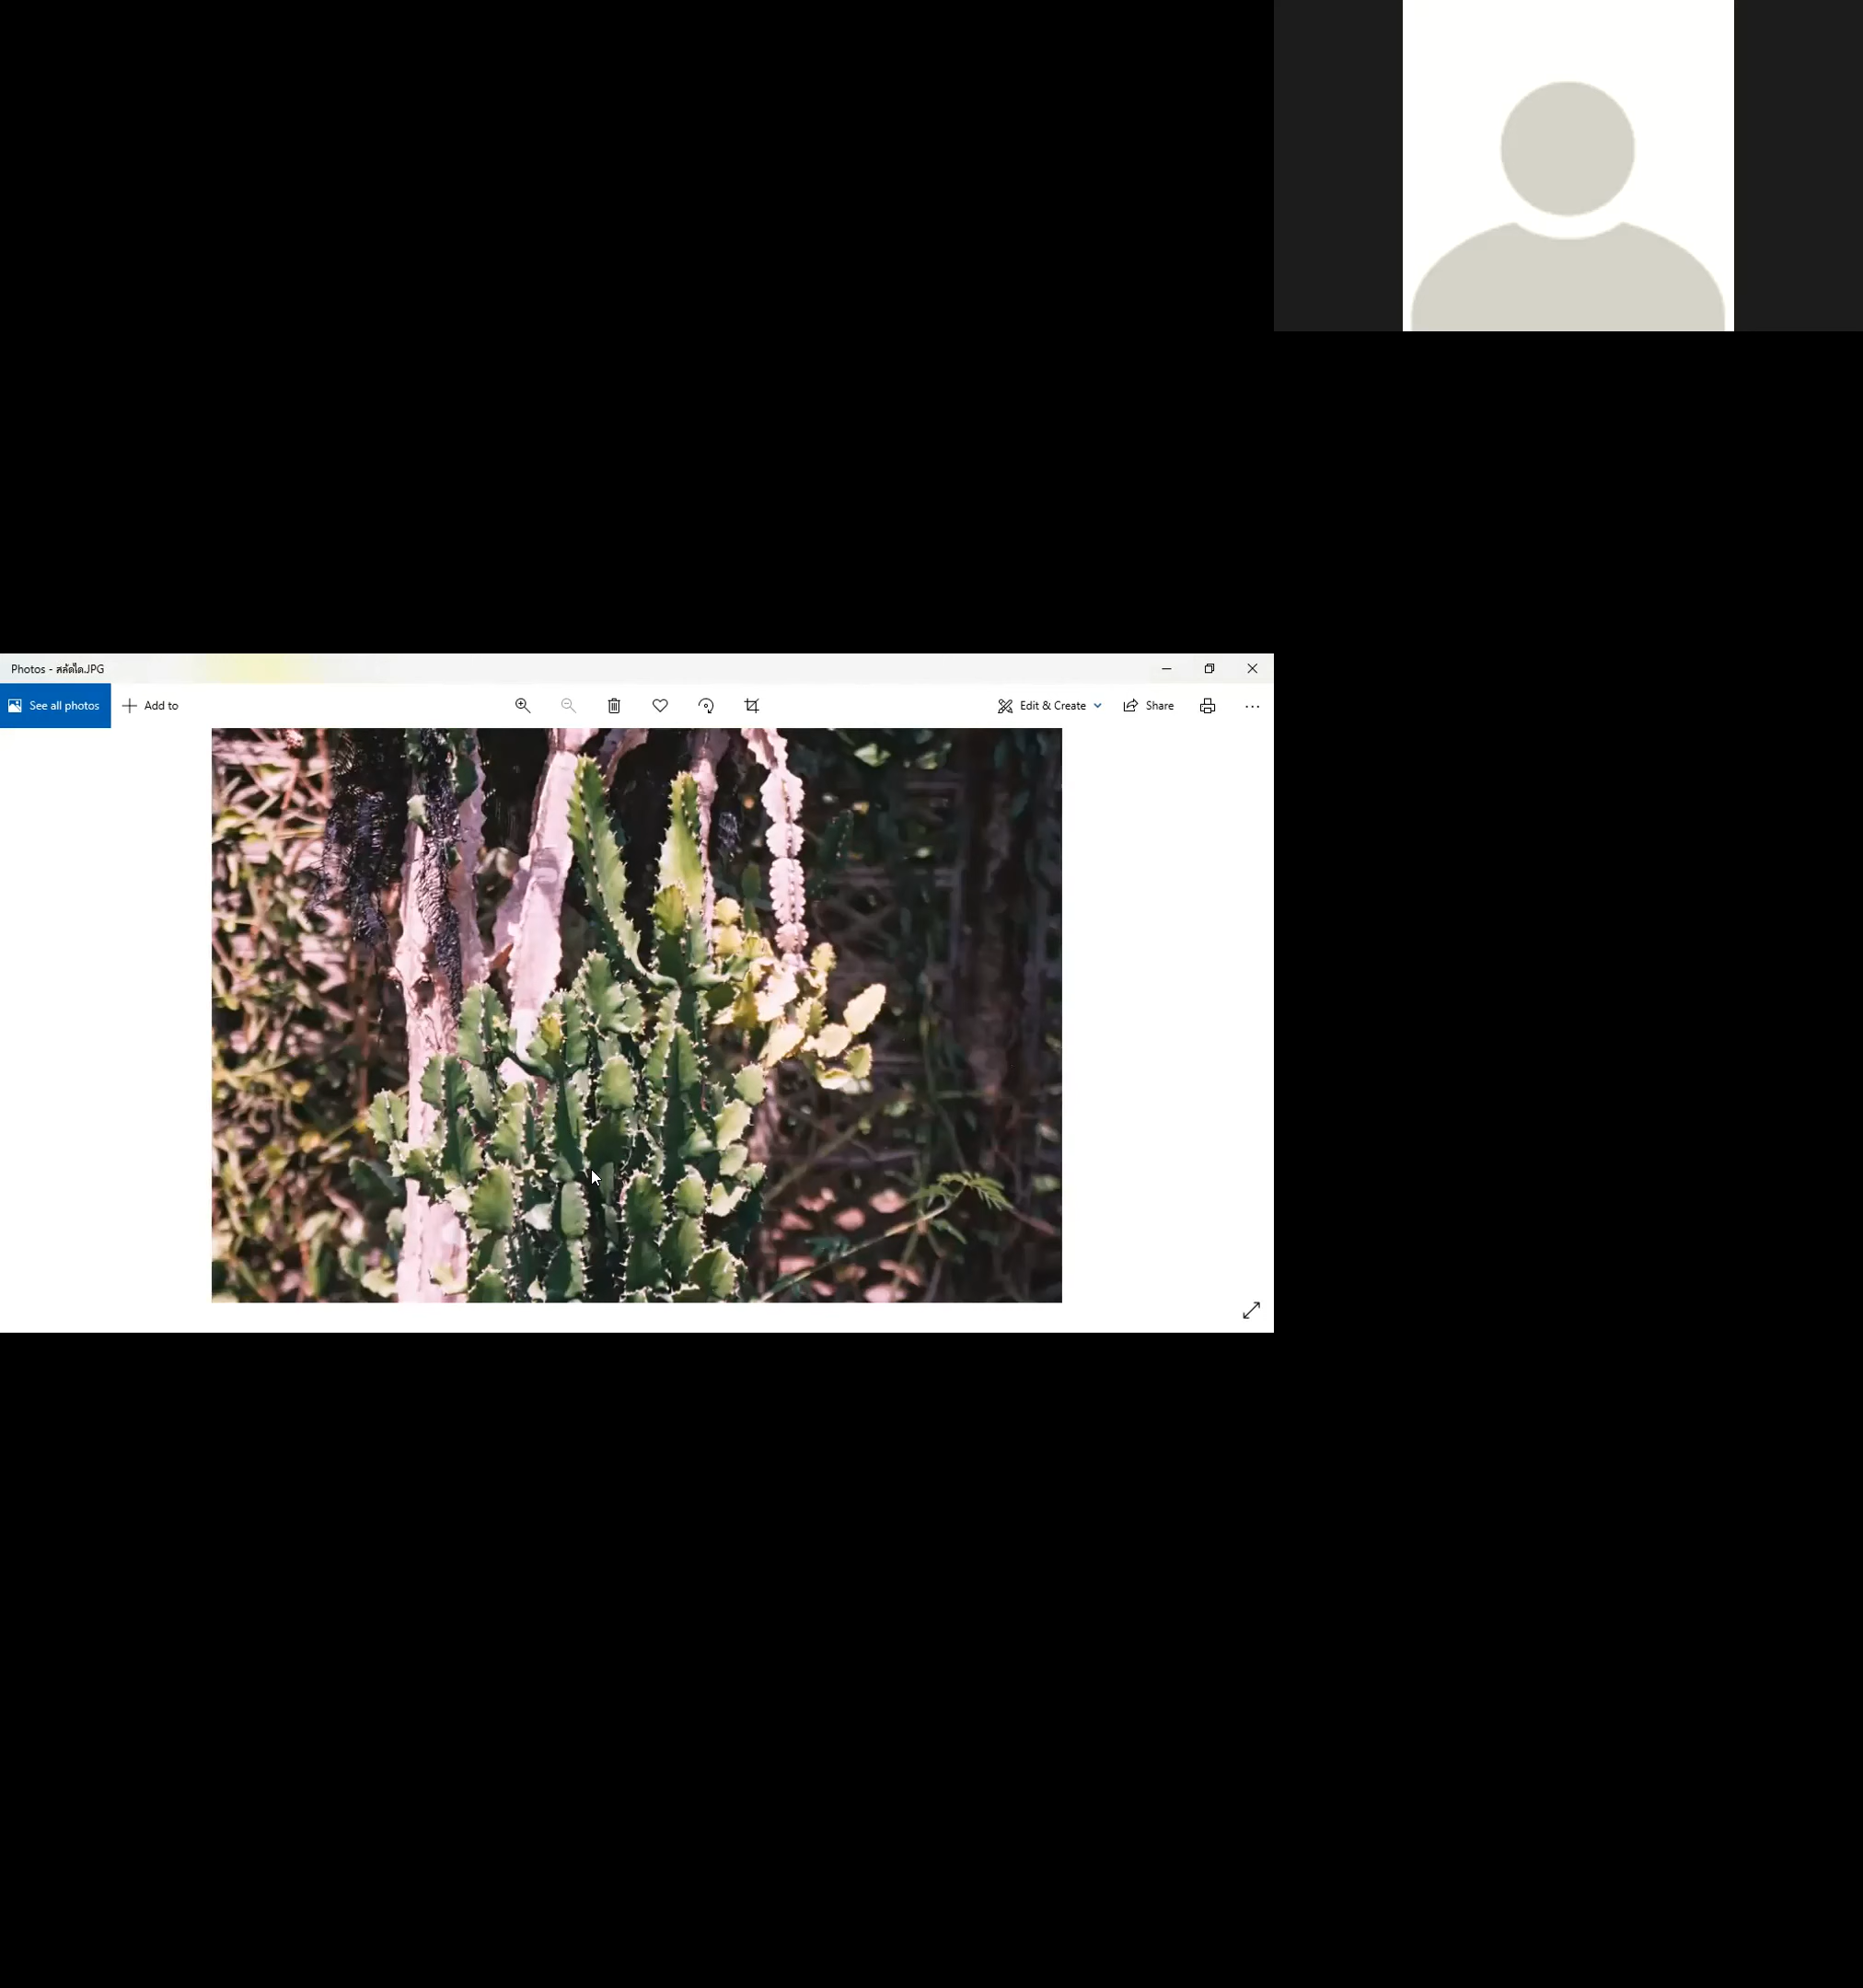 Photos - สลัดได.JPG
See all photos
Add to
Edit & Create
Share